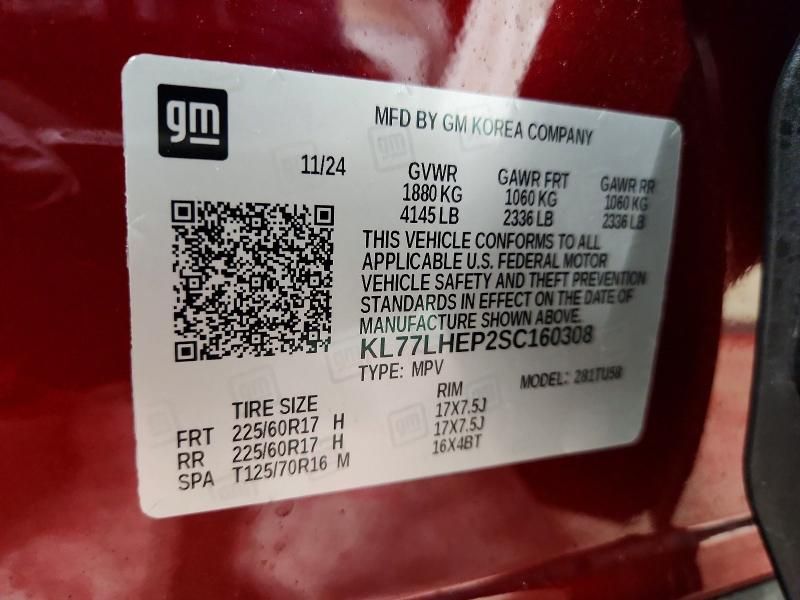 gm
MFD BY GM KOREA COMPANY
11/24 GVWR GAWR FRT GAWR RR
1880 KG 1060 KG 1060 KG
4145 LB 2336 LB 2336 LB
THIS VEHICLE CONFORMS TO ALL
APPLICABLE U.S. FEDERAL MOTOR
VEHICLE SAFETY AND THEFT PREVENTION
STANDARDS IN EFFECT ON THE DATE OF
MANUFACTURE SHOWN ABOVE.
KL77LHEP2SC160308
TYPE: MPV MODEL: 281TU58
TIRE SIZE RIM
FRT 225/60R17 H 17X7.5J
RR 225/60R17 H 17X7.5J
SPA T125/70R16 M 16X4BT